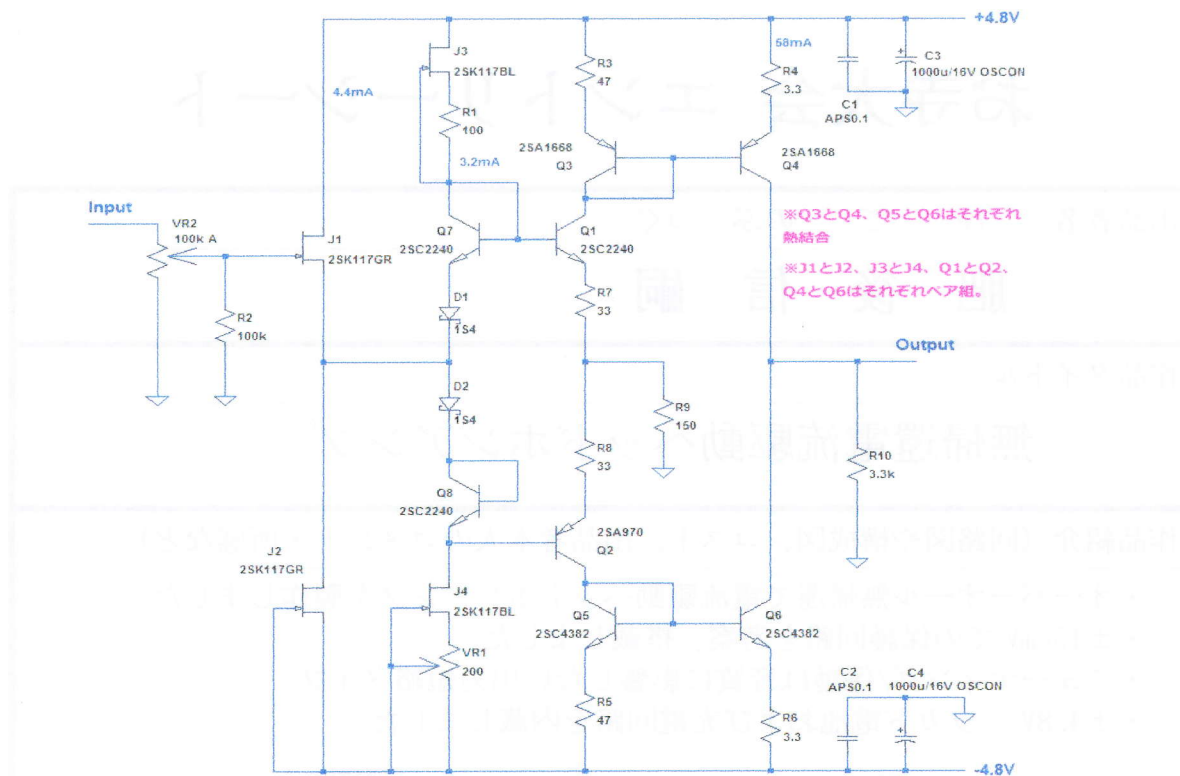 +4.8V
58mA
J3
2SK117BL
R3
47
R4
3.3
C3
1000u/16V OSCON
C1
APS0.1
4.4mA
R1
100
3.2mA
2SA1668
Q3
2SA1668
Q4
Input
VR2
100k A
J1
2SK117GR
Q7
2SC2240
Q1
2SC2240
※Q3とQ4、Q5とQ6はそれぞれ
熱結合
※J1とJ2、J3とJ4、Q1とQ2、
Q4とQ6はそれぞれペア組。
R2
100k
D1
1S4
R7
33
Output
D2
1S4
R9
150
R8
33
R10
3.3k
Q8
2SC2240
2SA970
Q2
J2
2SK117GR
J4
2SK117BL
Q5
2SC4382
Q6
2SC4382
VR1
200
C2
APS0.1
C4
1000u/16V OSCON
R5
47
R6
3.3
-4.8V